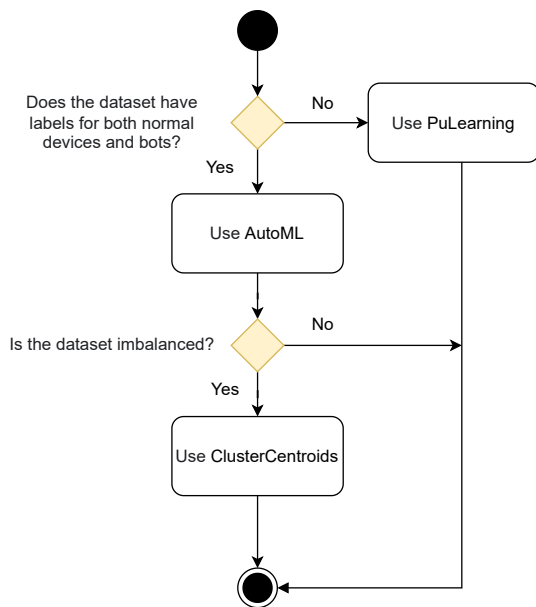 Does the dataset have
labels for both normal
devices and bots?
No
Use PuLearning
Yes
Use AutoML
Is the dataset imbalanced?
No
Yes
Use ClusterCentroids